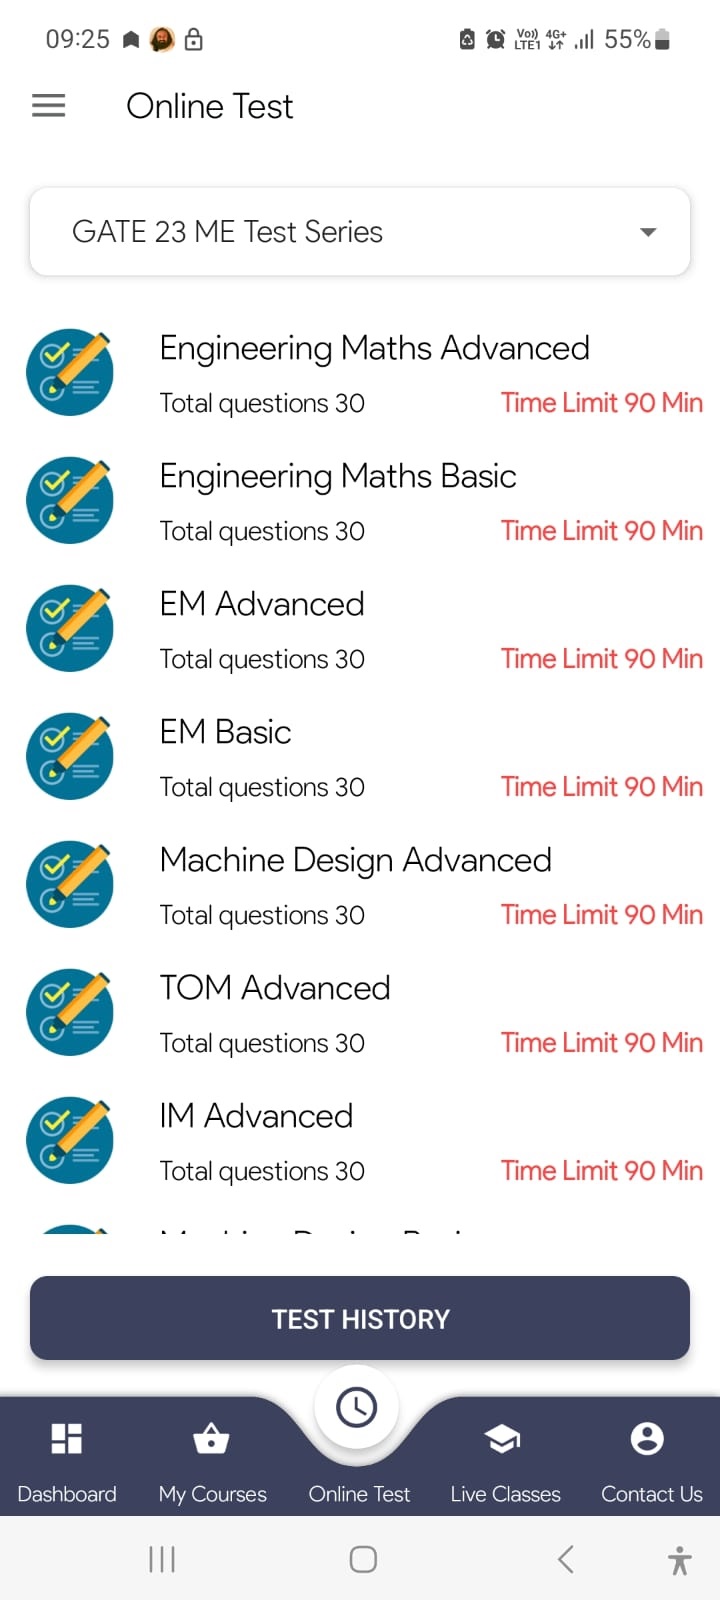 09:25 Vo)) LTE1 4G+ 55%
Online Test
GATE 23 ME Test Series
Engineering Maths Advanced
Total questions 30 Time Limit 90 Min
Engineering Maths Basic
Total questions 30 Time Limit 90 Min
EM Advanced
Total questions 30 Time Limit 90 Min
EM Basic
Total questions 30 Time Limit 90 Min
Machine Design Advanced
Total questions 30 Time Limit 90 Min
TOM Advanced
Total questions 30 Time Limit 90 Min
IM Advanced
Total questions 30 Time Limit 90 Min
TEST HISTORY
Dashboard My Courses Online Test Live Classes Contact Us